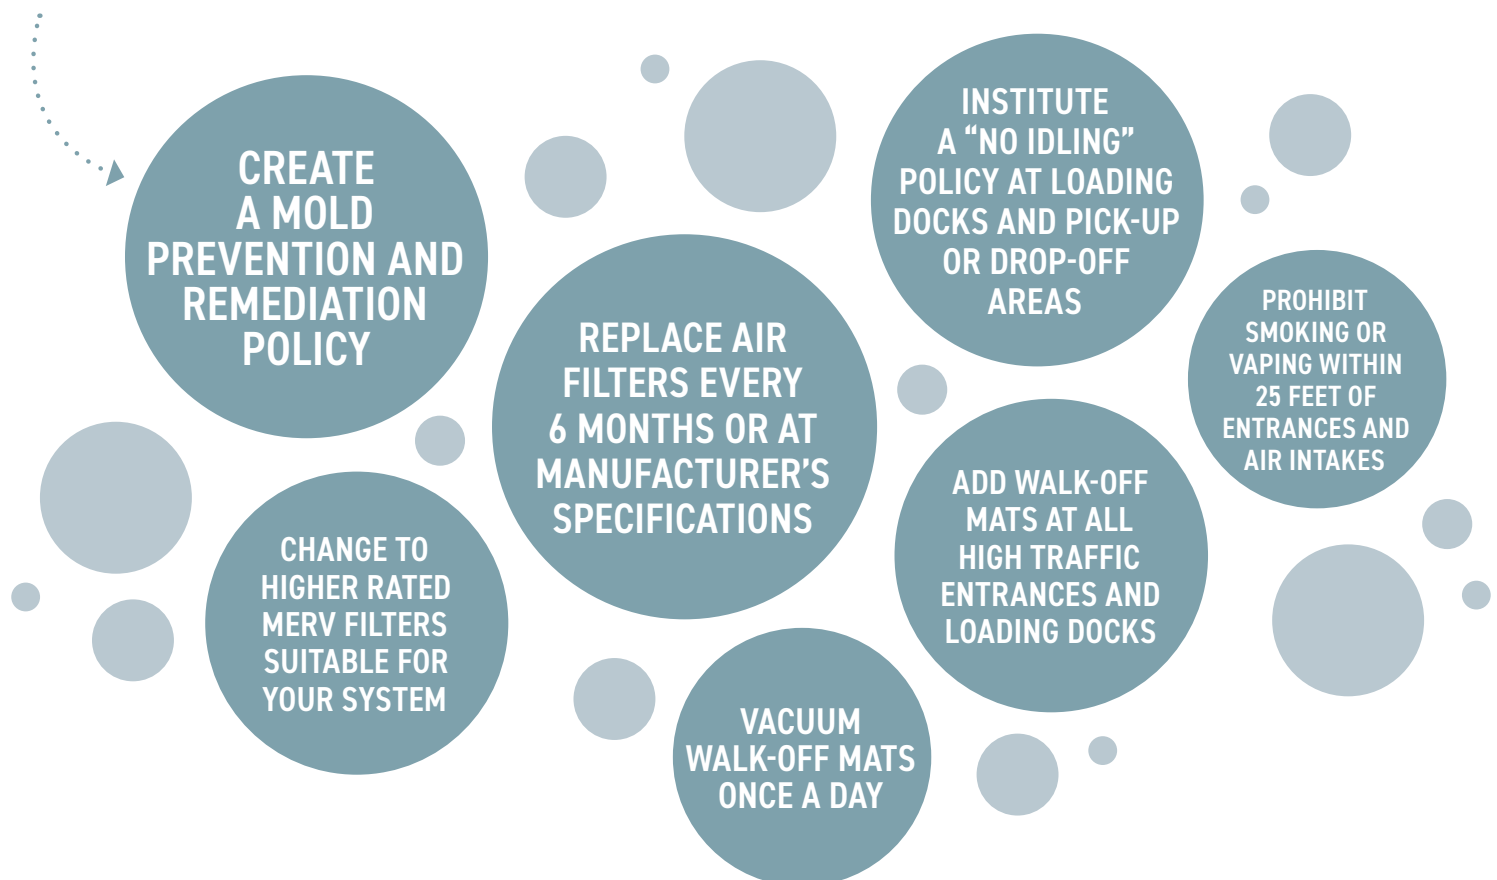 CREATE
A MOLD
PREVENTION AND
REMEDIATION
POLICY
REPLACE AIR
FILTERS EVERY
6 MONTHS OR AT
MANUFACTURER’S
SPECIFICATIONS
INSTITUTE
A “NO IDLING”
POLICY AT LOADING
DOCKS AND PICK-UP
OR DROP-OFF
AREAS
PROHIBIT
SMOKING OR
VAPING WITHIN
25 FEET OF
ENTRANCES AND
AIR INTAKES
CHANGE TO
HIGHER RATED
MERV FILTERS
SUITABLE FOR
YOUR SYSTEM
ADD WALK-OFF
MATS AT ALL
HIGH TRAFFIC
ENTRANCES AND
LOADING DOCKS
VACUUM
WALK-OFF MATS
ONCE A DAY